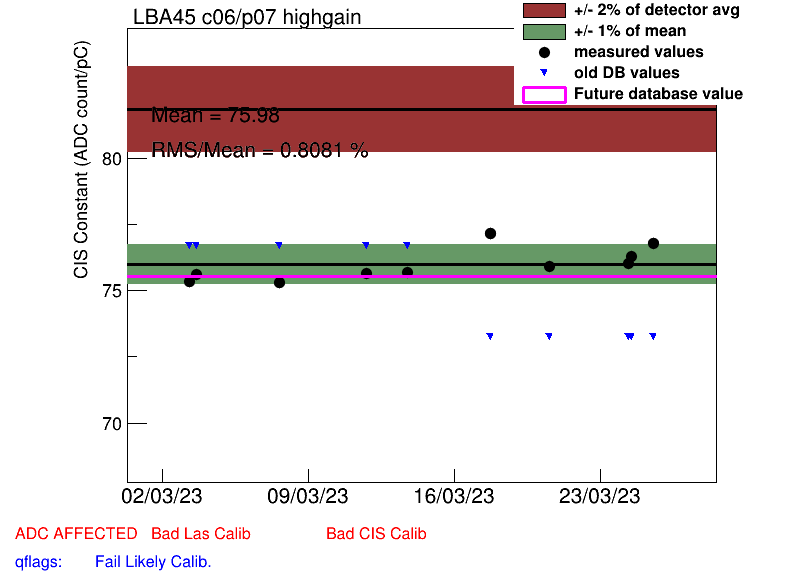 LBA45 c06/p07 highgain
+/- 2% of detector avg
+/- 1% of mean
measured values
old DB values
Future database value
CIS Constant (ADC count/pC)
Mean = 75.98
RMS/Mean = 0.8081 %
80
75
70
02/03/23 09/03/23 16/03/23 23/03/23
ADC AFFECTED Bad Las Calib Bad CIS Calib
qflags: Fail Likely Calib.